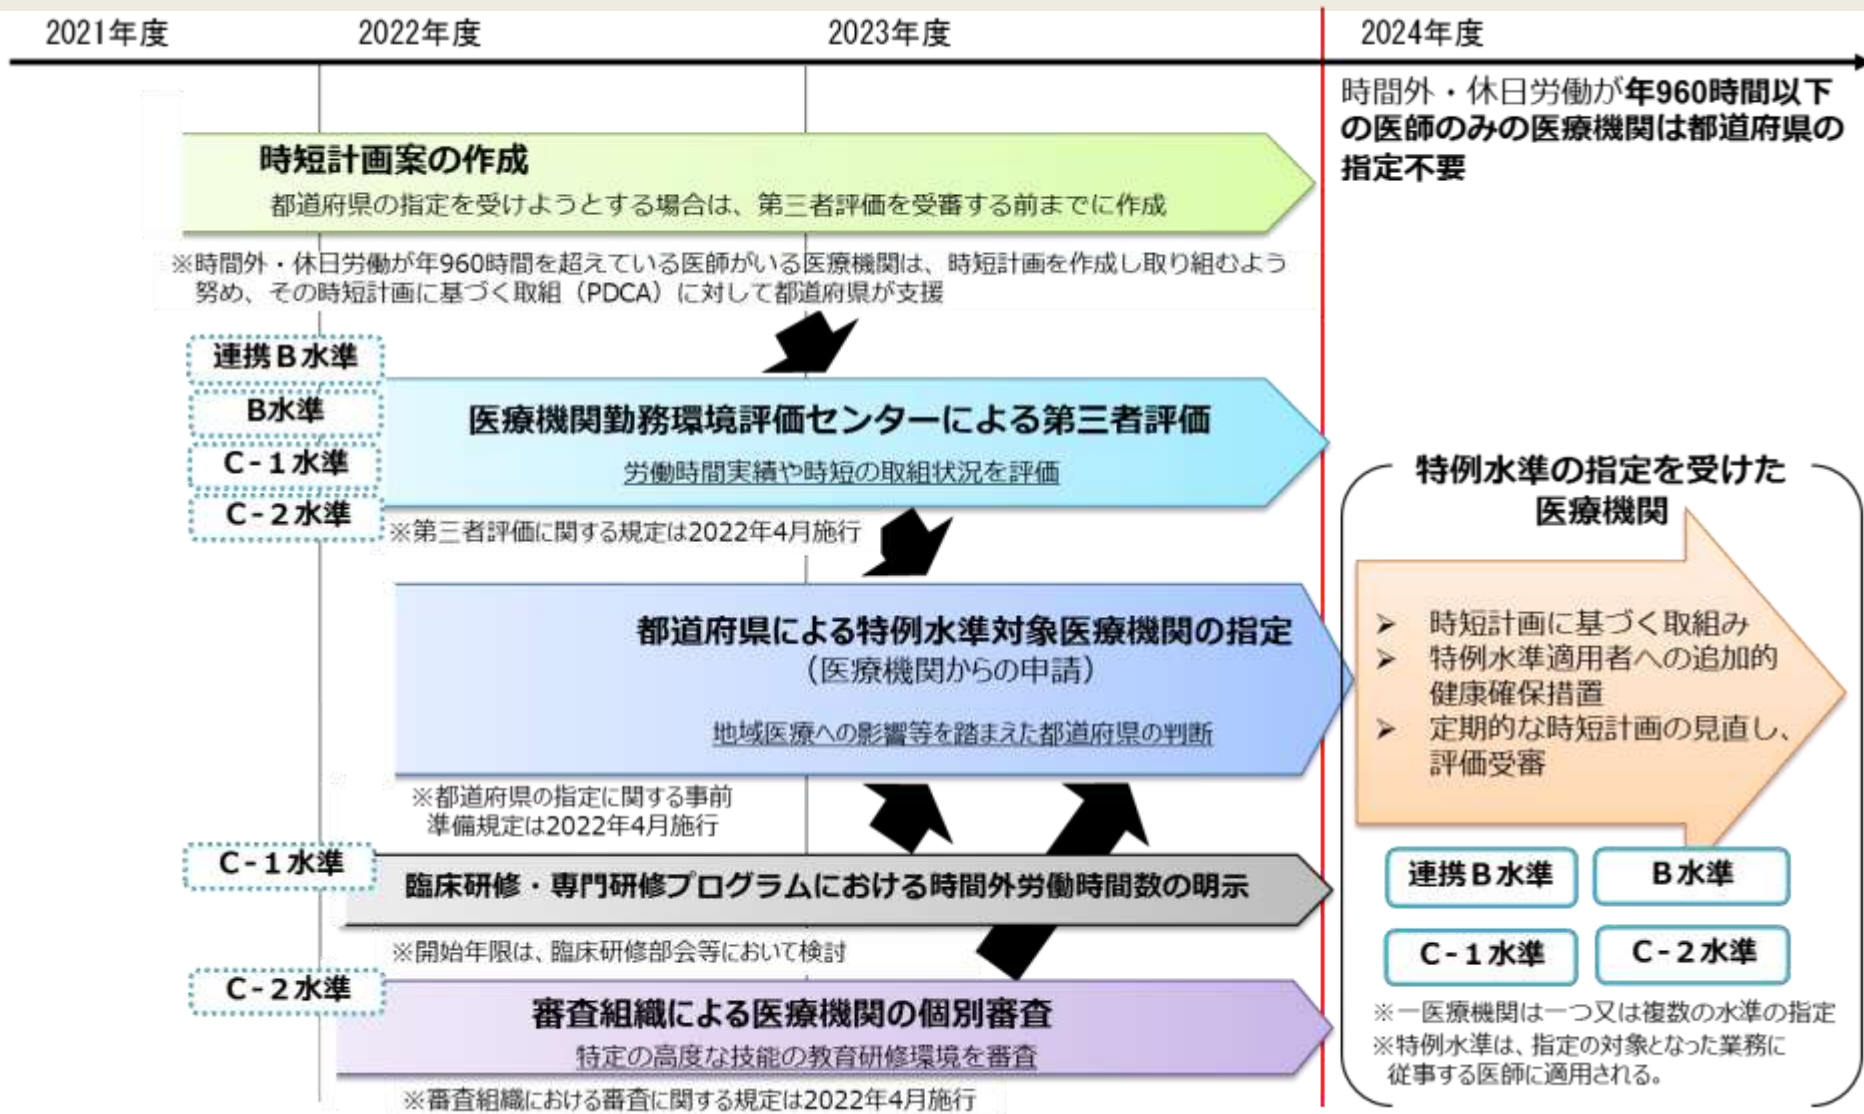 2021年度
2022年度
2023年度
2024年度
時間外・休日労働が年960時間以下
の医師のみの医療機関は都道府県の
指定不要
時短計画案の作成
都道府県の指定を受けようとする場合は、第三者評価を受審する前までに作成
※時間外・休日労働が年960時間を超えている医師がいる医療機関は、時短計画を作成し取り組むよう
努め、その時短計画に基づく取組（PDCA）に対して都道府県が支援
連携B水準
B水準
C-1水準
C-2水準
医療機関勤務環境評価センターによる第三者評価
労働時間実績や時短の取組状況を評価
※第三者評価に関する規定は2022年4月施行
都道府県による特例水準対象医療機関の指定
（医療機関からの申請）
地域医療への影響等を踏まえた都道府県の判断
※都道府県の指定に関する事前
準備規定は2022年4月施行
C-1水準
臨床研修・専門研修プログラムにおける時間外労働時間数の明示
※開始年限は、臨床研修部会等において検討
C-2水準
審査組織による医療機関の個別審査
特定の高度な技能の教育研修環境を審査
※審査組織における審査に関する規定は2022年4月施行
特例水準の指定を受けた
医療機関
➢ 時短計画に基づく取組み
➢ 特例水準適用者への追加的
健康確保措置
➢ 定期的な時短計画の見直し、
評価受審
連携B水準
B水準
C-1水準
C-2水準
※一医療機関は一つ又は複数の水準の指定
※特例水準は、指定の対象となった業務に
従事する医師に適用される。